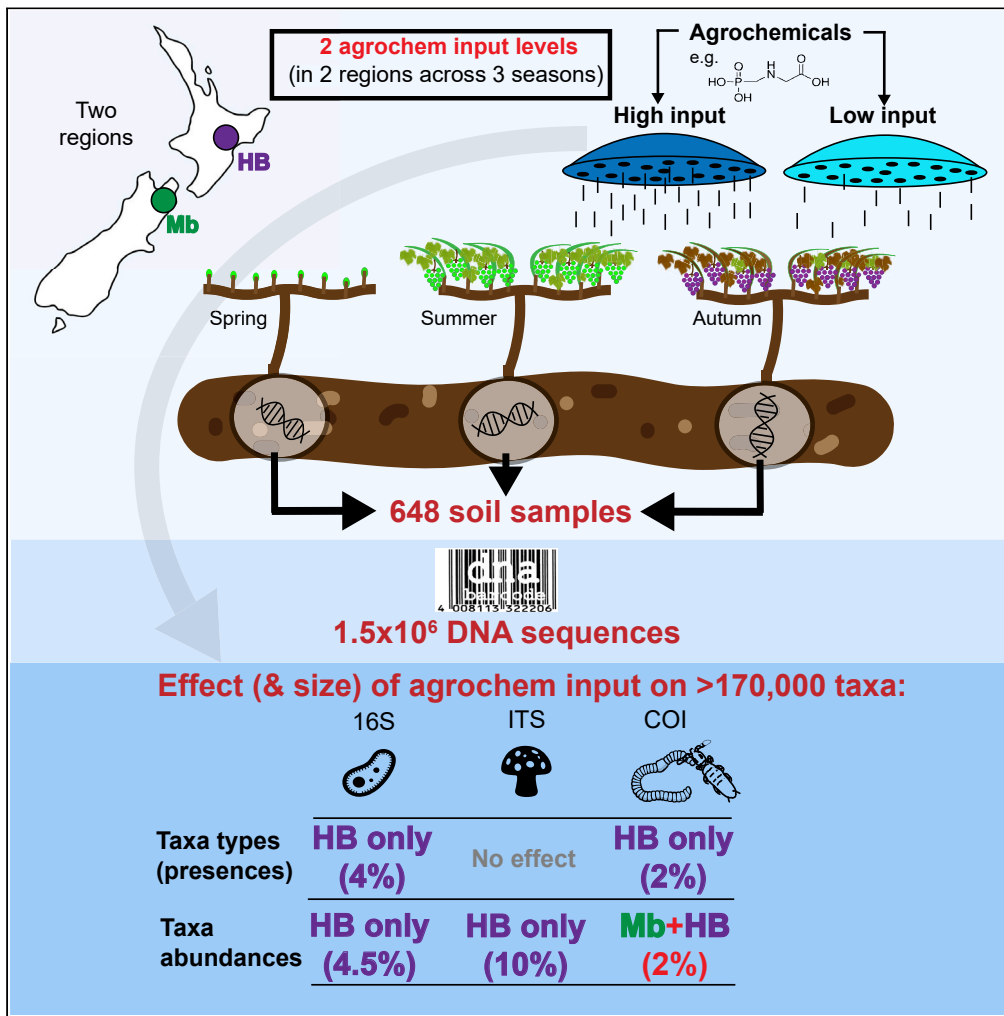 2 agrochem input levels
(in 2 regions across 3 seasons)
Agrochemicals
e.g.
O
HO P
OH
H
N
O
OH
High input
Low input
Two
regions
HB
Mb
Spring
Summer
Autumn
648 soil samples
dna
barcode
4 008113 322206
1.5x10⁶ DNA sequences
Effect (& size) of agrochem input on >170,000 taxa:
16S ITS COI
Taxa types
(presences)
HB only
(4%)
No effect
HB only
(2%)
Taxa
abundances
HB only
(4.5%)
HB only
(10%)
Mb+HB
(2%)